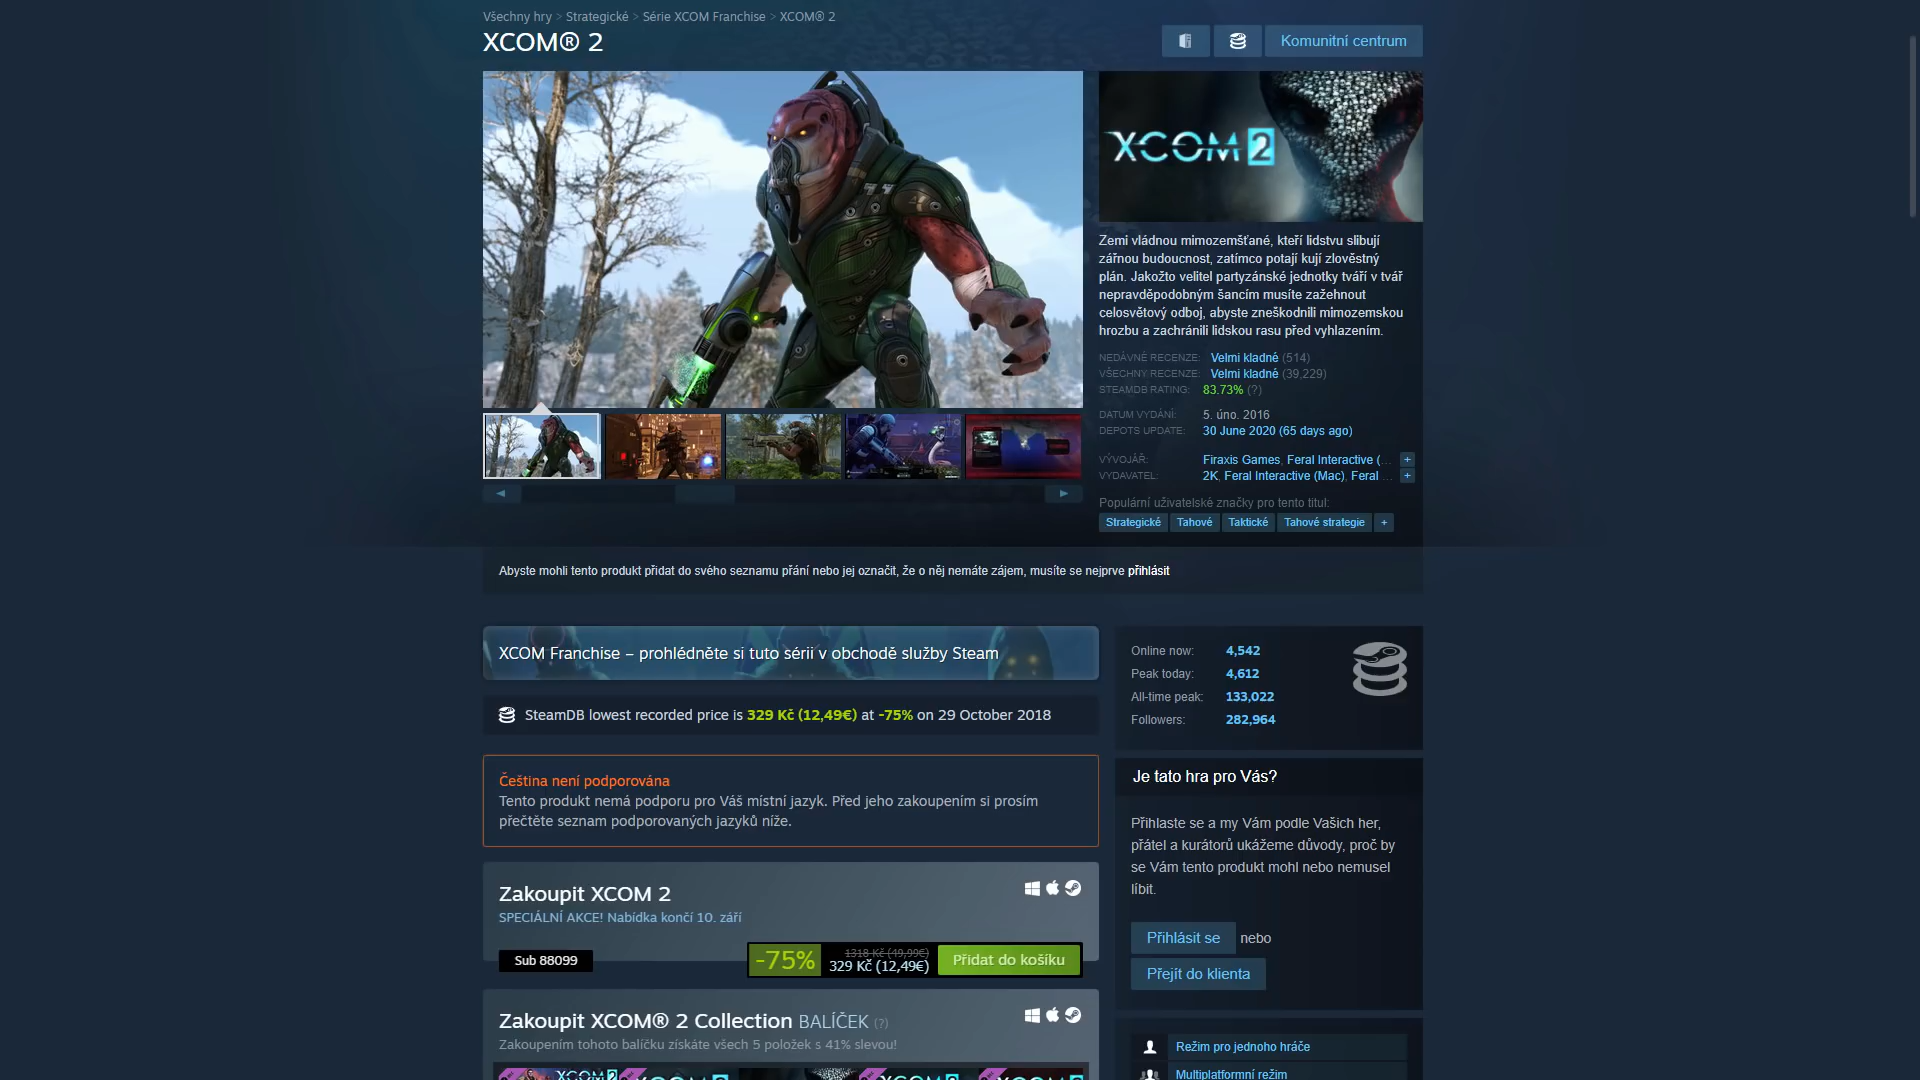 Všechny hry > Strategické > Série XCOM Franchise > XCOM® 2
XCOM® 2
Komunitní centrum
XCOM 2
Zemi vládnou mimozemšťané, kteří lidstvu slibují
zářnou budoucnost, zatímco potají kují zlověstný
plán. Jakožto velitel partyzánské jednotky tváří v tvář
nepravděpodobným šancím musíte zažehnout
celosvětový odboj, abyste zneškodnili mimozemskou
hrozbu a zachránili lidskou rasu před vyhlazením.
NEDÁVNÉ RECENZE: Velmi kladné (514)
VŠECHNY RECENZE: Velmi kladné (39,229)
STEAMDB RATING: 83.73% (?)
DATUM VYDÁNÍ: 5. úno. 2016
DEPOTS UPDATE: 30 June 2020 (65 days ago)
VÝVOJÁŘ: Firaxis Games, Feral Interactive (... +
VYDAVATEL: 2K, Feral Interactive (Mac), Feral ... +
Populární uživatelské značky pro tento titul:
Strategické Tahové Taktické Tahové strategie +
Abyste mohli tento produkt přidat do svého seznamu přání nebo jej označit, že o něj nemáte zájem, musíte se nejprve přihlásit
XCOM Franchise – prohlédněte si tuto sérii v obchodě služby Steam
SteamDB lowest recorded price is 329 Kč (12,49€) at -75% on 29 October 2018
Čeština není podporována
Tento produkt nemá podporu pro Váš místní jazyk. Před jeho zakoupením si prosím
přečtěte seznam podporovaných jazyků níže.
Zakoupit XCOM 2
SPECIÁLNÍ AKCE! Nabídka končí 10. září
Sub 88099
-75%
1318 Kč (49,99€)
329 Kč (12,49€)
Přidat do košíku
Zakoupit XCOM® 2 Collection BALÍČEK (?)
Zakoupením tohoto balíčku získáte všech 5 položek s 41% slevou!
Online now: 4,542
Peak today: 4,612
All-time peak: 133,022
Followers: 282,964
Je tato hra pro Vás?
Přihlaste se a my Vám podle Vašich her,
přátel a kurátorů ukážeme důvody, proč by
se Vám tento produkt mohl nebo nemusel
líbit.
Přihlásit se nebo
Přejít do klienta
Režim pro jednoho hráče
Multiplatformní režim